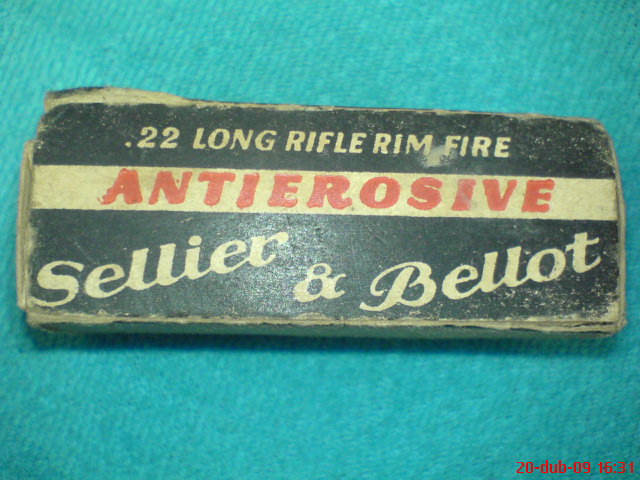 .22 LONG RIFLE RIM FIRE
ANTIEROSIVE
Sellier & Bellot
20-dub-09 16:31